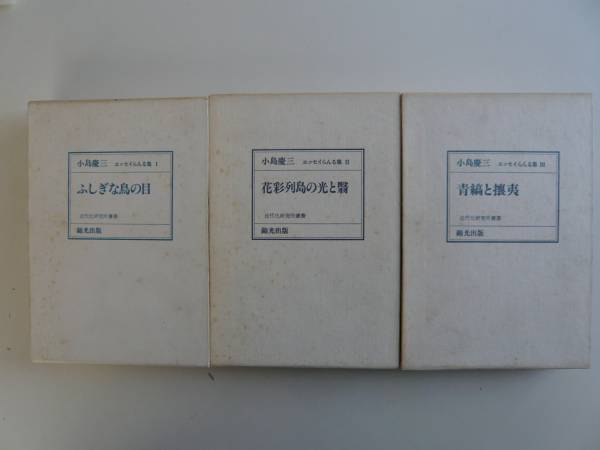 小島慶三 エッセイらんる集 I
ふしぎな鳥の目
近代化研究所叢書
鄙光出版
小島慶三 エッセイらんる集 II
花彩列島の光と翳
近代化研究所叢書
鄙光出版
小島慶三 エッセイらんる集 III
青縞と攘夷
近代化研究所叢書
鄙光出版